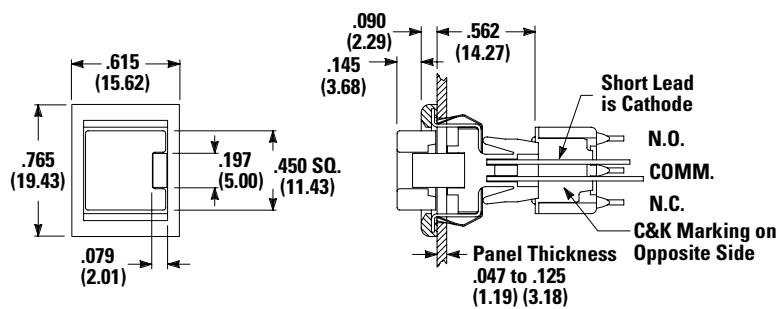 .615
(15.62)
.765
(19.43)
.197
(5.00)
.450 SQ.
(11.43)
.079
(2.01)
.090
(2.29)
.562
(14.27)
.145
(3.68)
Short Lead
is Cathode
N.O.
COMM.
N.C.
C&K Marking on
Opposite Side
Panel Thickness
.047 to .125
(1.19) (3.18)